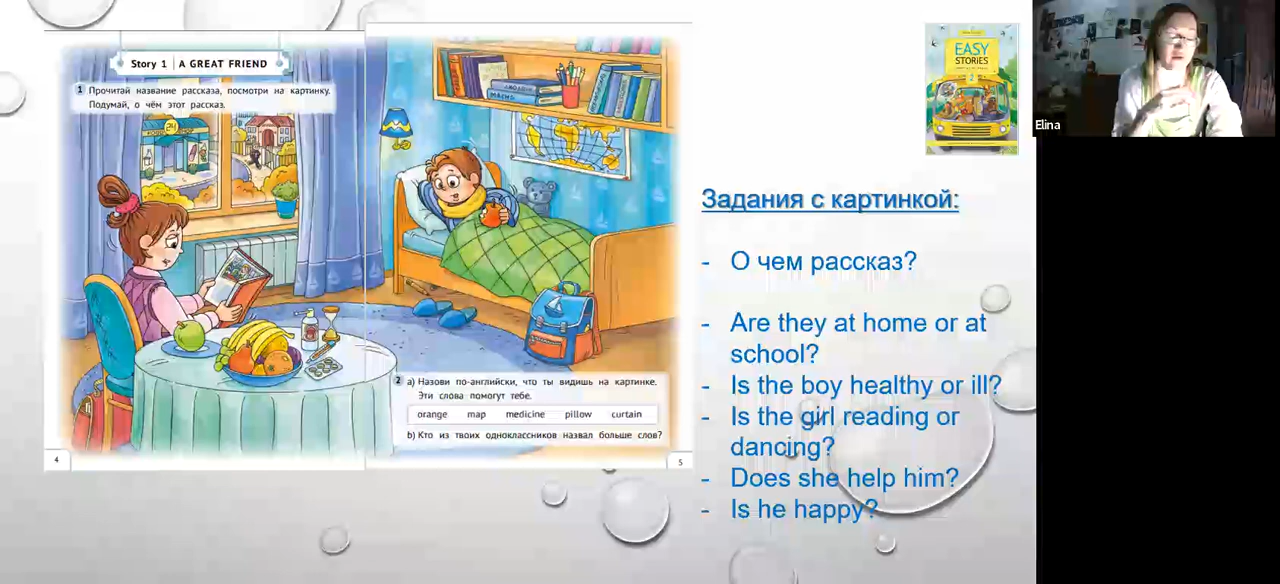 Story 1 | A GREAT FRIEND
1 Прочитай название рассказа, посмотри на картинку.
Подумай, о чём этот рассказ.
2 a) Назови по-английски, что ты видишь на картинке.
Эти слова помогут тебе.
orange map medicine pillow curtain
b) Кто из твоих одноклассников назвал больше слов?
4
5
EASY
STORIES
2
Elina
Задания с картинкой:
- О чем рассказ?
- Are they at home or at
school?
- Is the boy healthy or ill?
- Is the girl reading or
dancing?
- Does she help him?
- Is he happy?